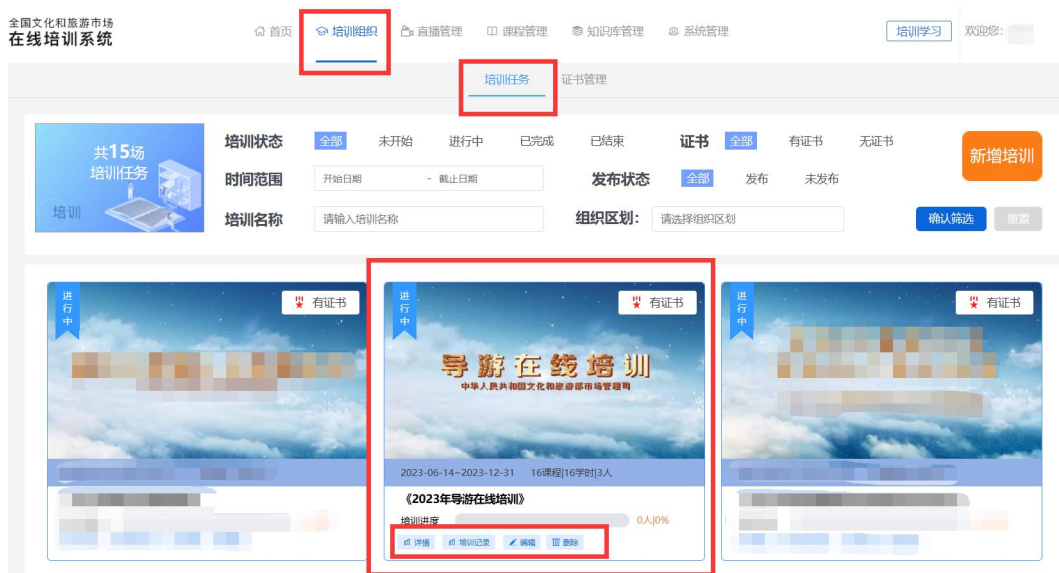 全国文化和旅游市场
在线培训系统
首页 培训组织 直播管理 课程管理 知识库管理 系统管理 培训学习 欢迎您:
培训任务 证书管理
共15场
培训任务
培训
培训状态 全部 未开始 进行中 已完成 已结束 证书 全部 有证书 无证书
新增培训
时间范围 开始日期 - 截止日期 发布状态 全部 发布 未发布
培训名称 请输入培训名称 组织区划: 请选择组织区划 确认筛选 重置
进行中 有证书
进行中 有证书
导游在线培训
中华人民共和国文化和旅游部市场管理司
2023-06-14~2023-12-31 16课程|16学时|3人
《2023年导游在线培训》
培训进度 0人|0%
详情 培训记录 编辑 删除
进行中 有证书